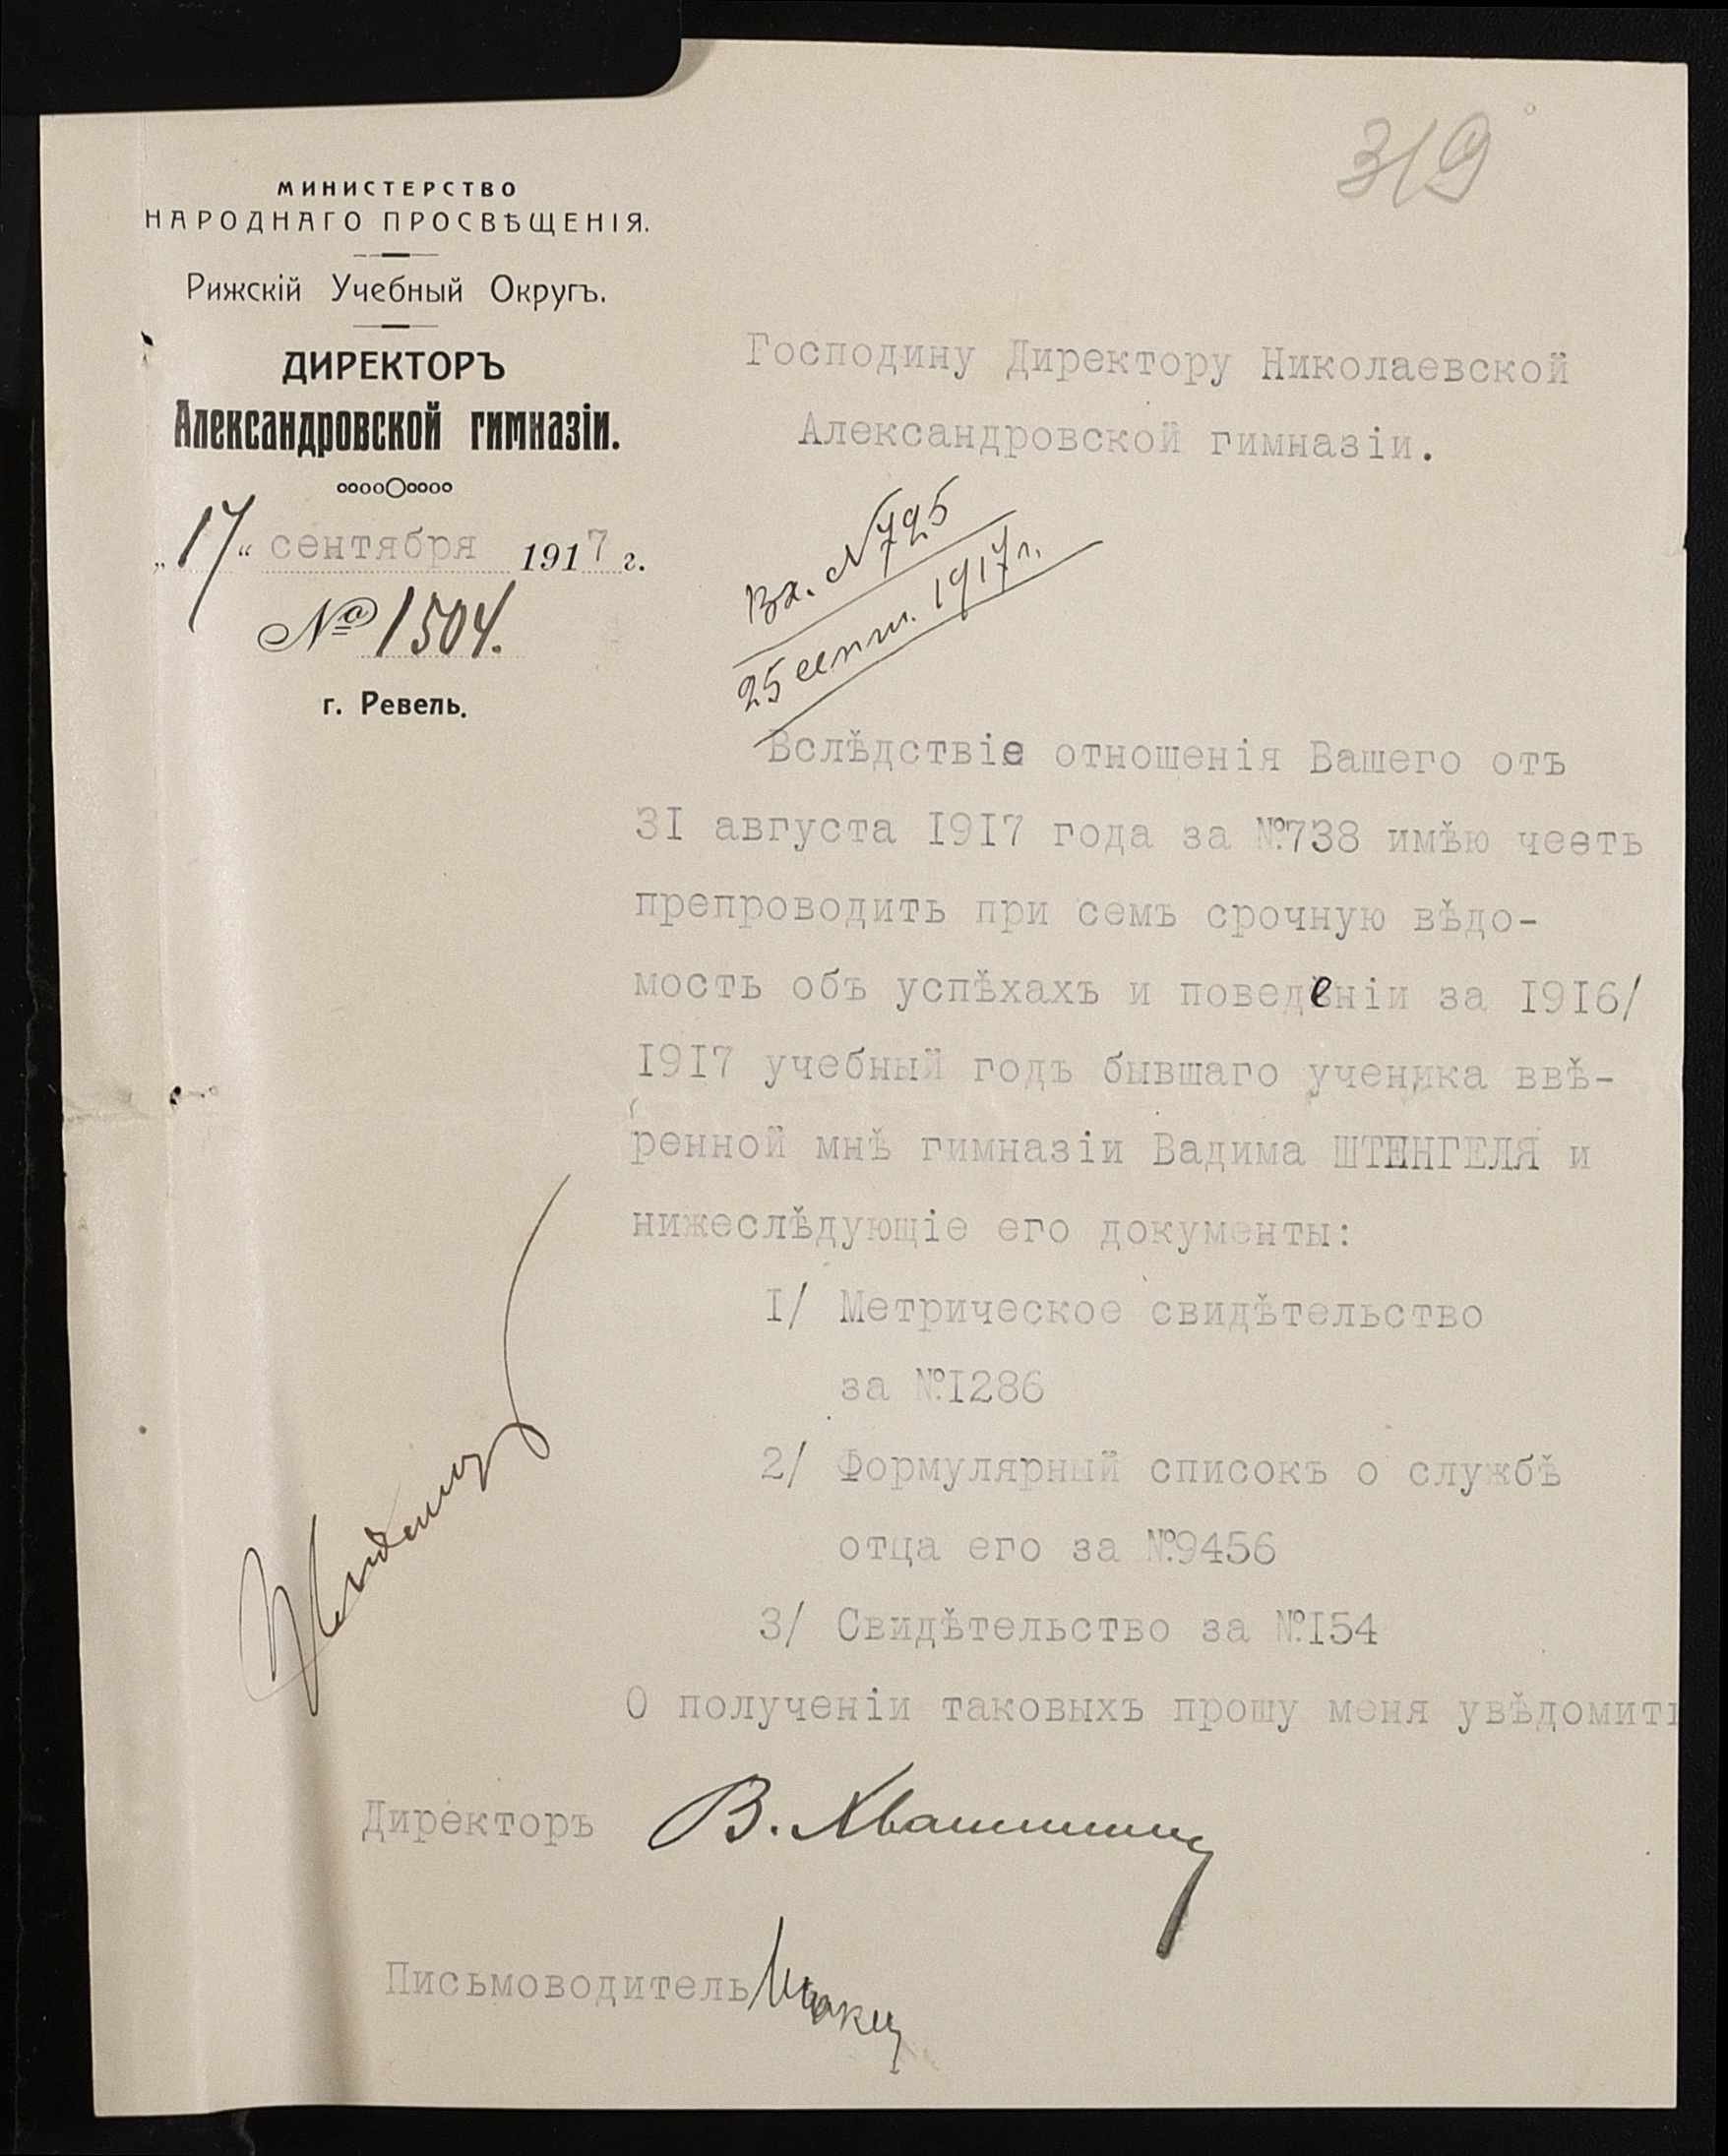 319
МИНИСТЕРСТВО
НАРОДНАГО ПРОСВѢЩЕНІЯ.
Рижскій Учебный Округъ.
ДИРЕКТОРЪ
Александровской гимназіи.
„17“ сентября 1917 г.
№ 1504.
г. Ревель.
Господину Директору Николаевской
Александровской гимназіи.
Вх. №725
25 сент. 1917 г.
Вслѣдствіе отношенія Вашего отъ
31 августа 1917 года за №738 имѣю честь
препроводить при семъ срочную вѣдо-
мость объ успѣхахъ и поведеніи за 1916/
1917 учебный годъ бывшаго ученика ввѣ-
ренной мнѣ гимназіи Вадима ШТЕНГЕЛЯ и
нижеслѣдующіе его документы:
1/ Метрическое свидѣтельство
за №1286
2/ Формулярный списокъ о службѣ
отца его за №9456
3/ Свидѣтельство за №154
О полученіи таковыхъ прошу меня увѣдомить
Директоръ В.
Письмоводитель